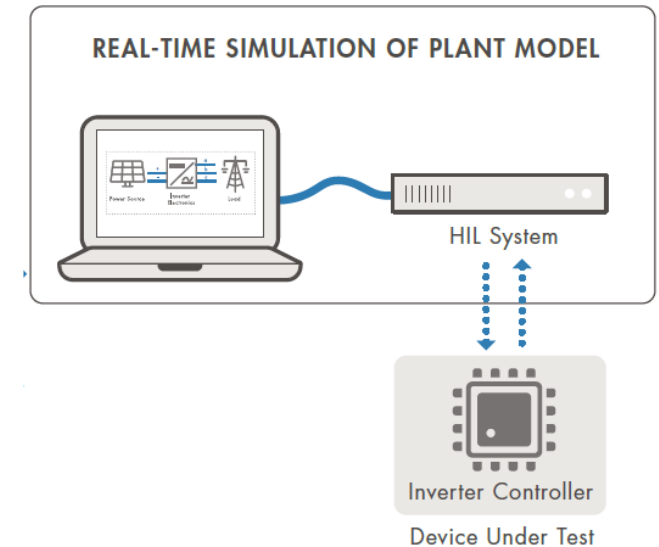 REAL-TIME SIMULATION OF PLANT MODEL
Power Source
Inverter
Electronics
Load
HIL System
Inverter Controller
Device Under Test